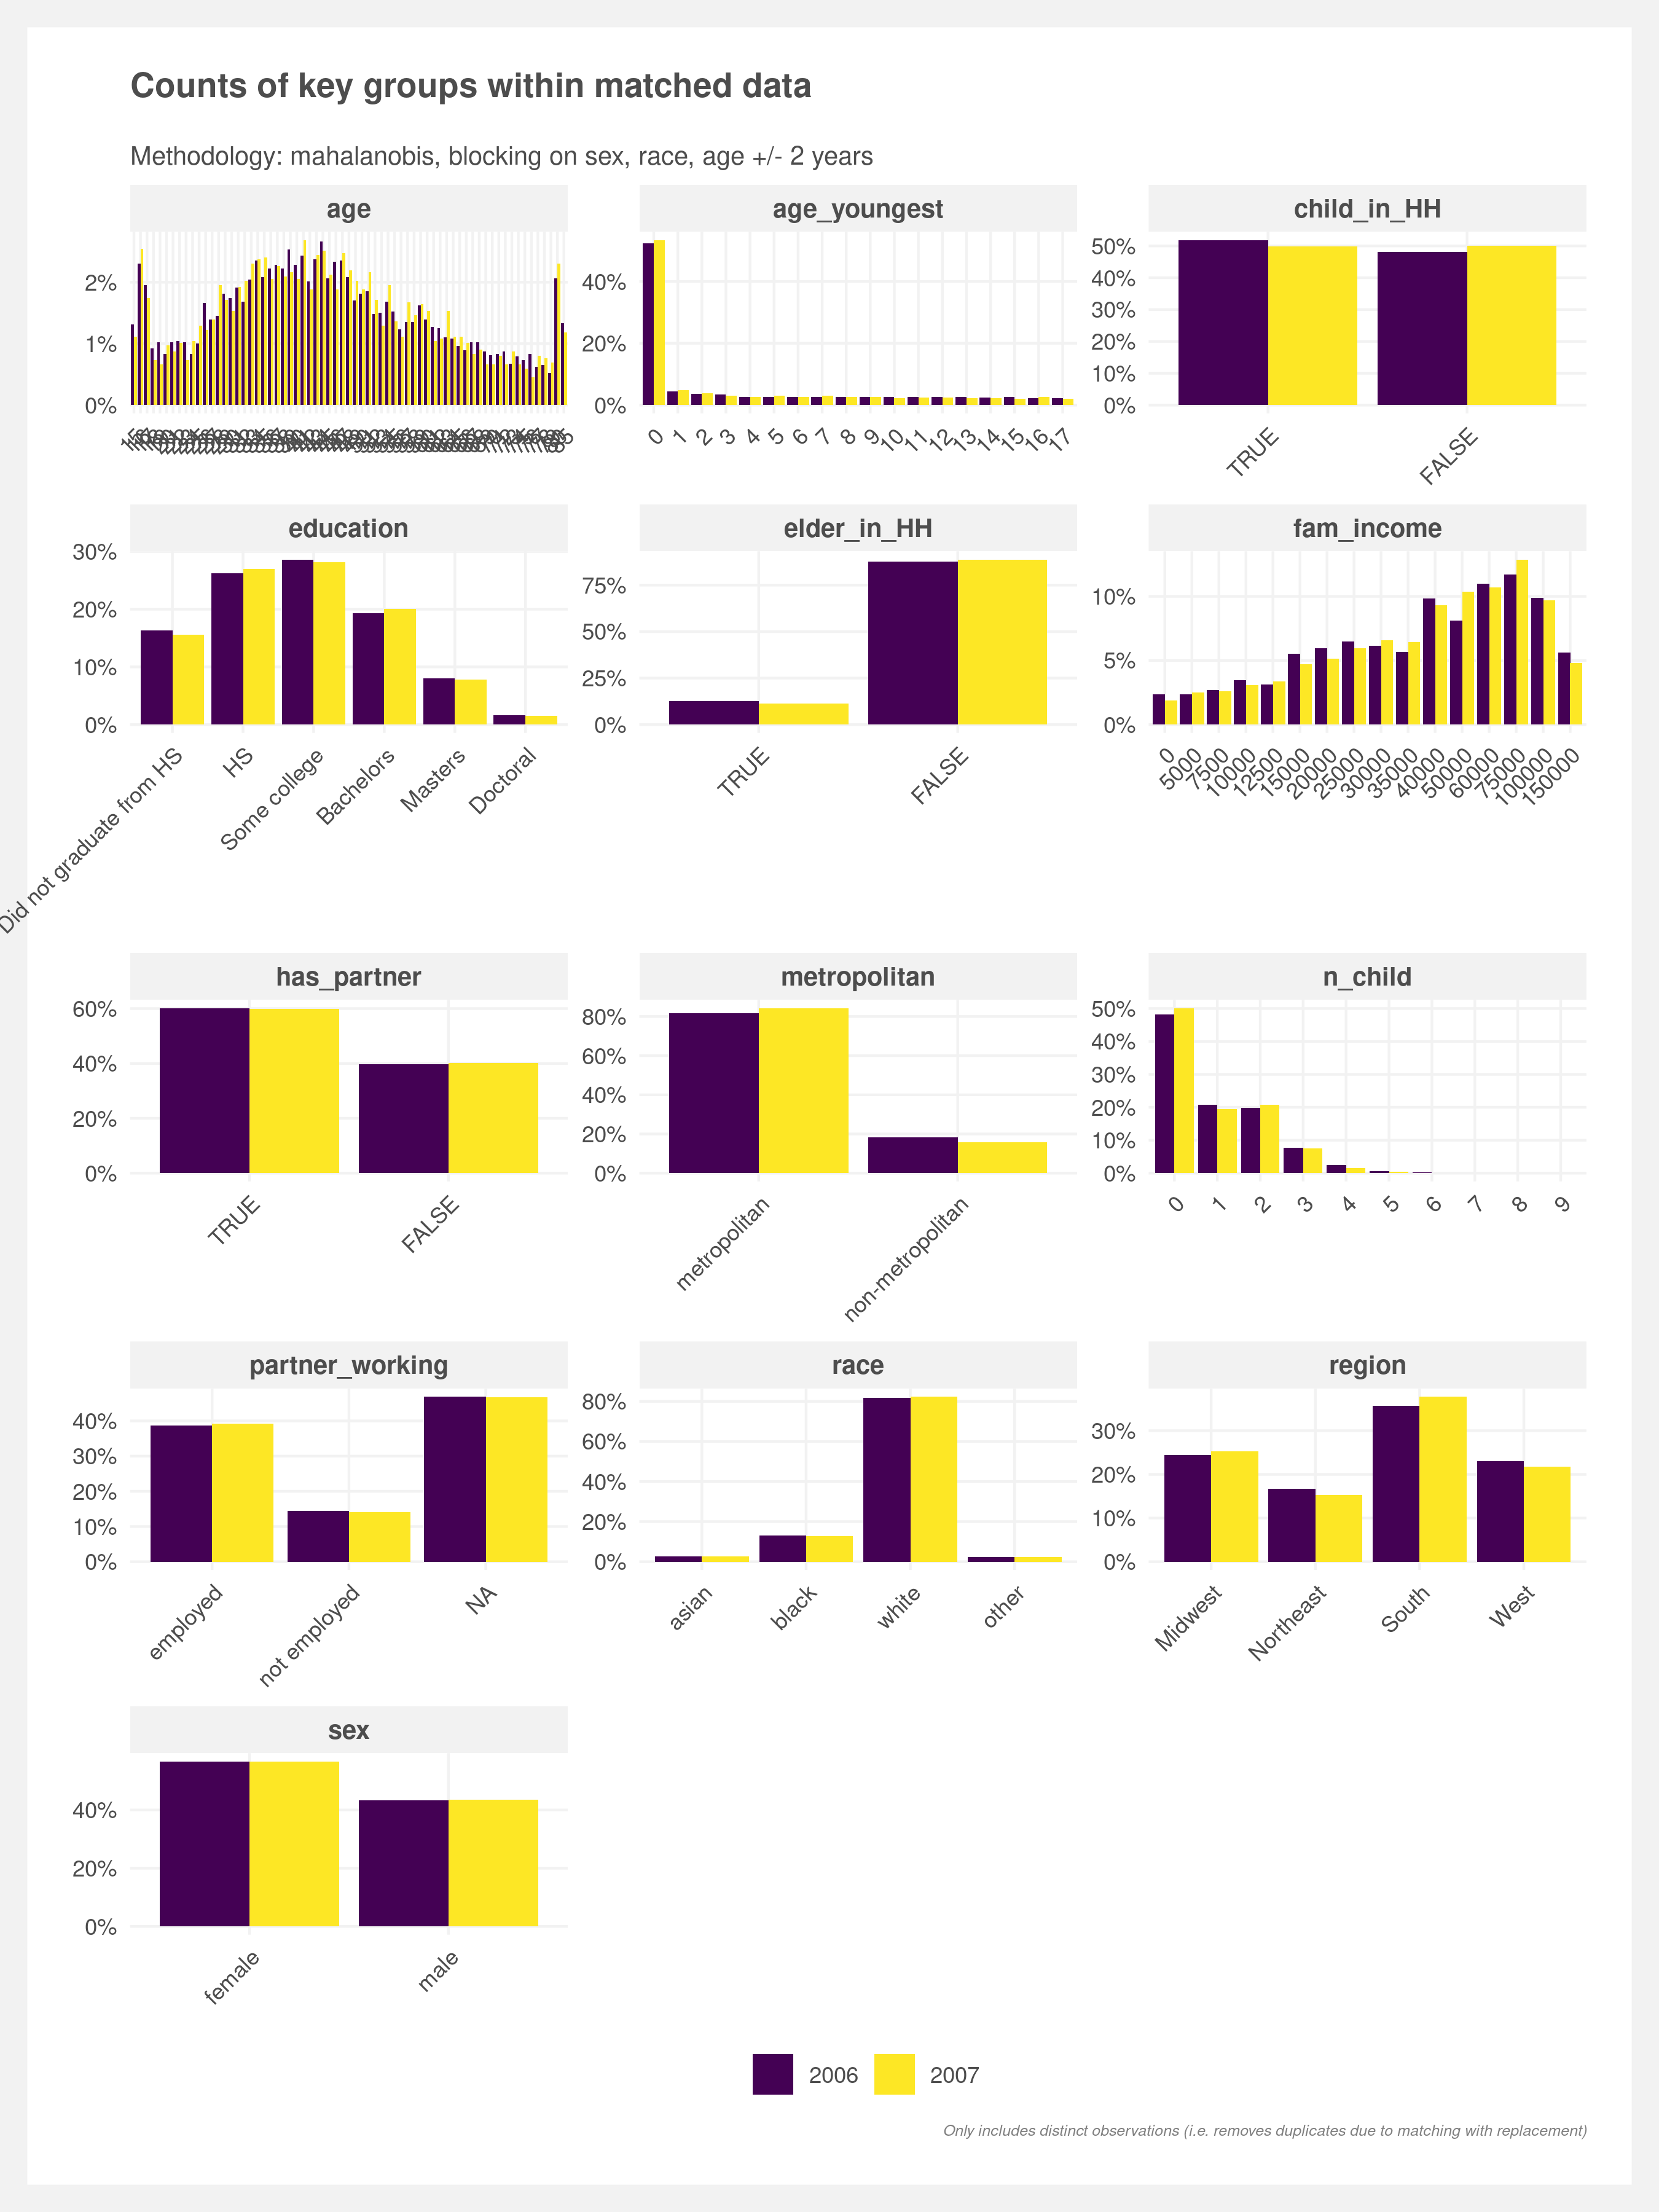 Counts of key groups within matched data
Methodology: mahalanobis, blocking on sex, race, age +/- 2 years
age
2%
1%
0%
age_youngest
40%
20%
0%
0 1 2 3 4 5 6 7 8 9 10 11 12 13 14 15 16 17
child_in_HH
50%
40%
30%
20%
10%
0%
TRUE FALSE
education
30%
20%
10%
0%
Did not graduate from HS HS Some college Bachelors Masters Doctoral
elder_in_HH
75%
50%
25%
0%
TRUE FALSE
fam_income
10%
5%
0%
0 5000 7500 10000 12500 15000 20000 25000 30000 35000 40000 50000 60000 75000 100000 150000
has_partner
60%
40%
20%
0%
TRUE FALSE
metropolitan
80%
60%
40%
20%
0%
metropolitan non-metropolitan
n_child
50%
40%
30%
20%
10%
0%
0 1 2 3 4 5 6 7 8 9
partner_working
40%
30%
20%
10%
0%
employed not employed NA
race
80%
60%
40%
20%
0%
asian black white other
region
30%
20%
10%
0%
Midwest Northeast South West
sex
40%
20%
0%
female male
2006 2007
Only includes distinct observations (i.e. removes duplicates due to matching with replacement)